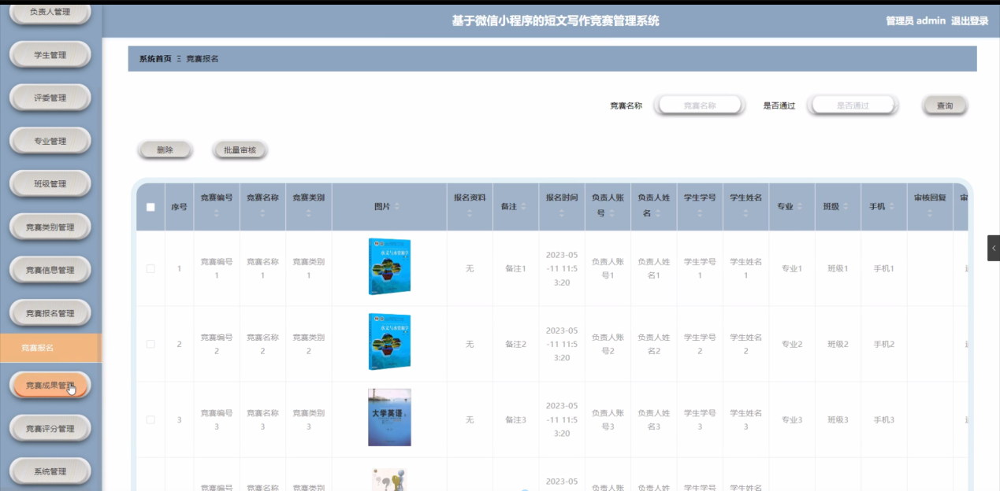 基于微信小程序的短文写作竞赛管理系统
管理员 admin 退出登录
负责人管理
学生管理
评委管理
专业管理
班级管理
竞赛类别管理
竞赛信息管理
竞赛报名管理
竞赛报名
竞赛成果管理
竞赛评分管理
系统管理
系统首页 Ξ 竞赛报名
竞赛名称 竞赛名称 是否通过 是否通过 查询
删除 批量审核
序号 竞赛编号 竞赛名称 竞赛类别 图片 报名资料 备注 报名时间 负责人账号 负责人姓名 学生学号 学生姓名 专业 班级 手机 审核回复 审
1 竞赛编号1 竞赛名称1 竞赛类别1 无 备注1 2023-05-11 11:53:20 负责人账号1 负责人姓名1 学生学号1 学生姓名1 专业1 班级1 手机1
2 竞赛编号2 竞赛名称2 竞赛类别2 无 备注2 2023-05-11 11:53:20 负责人账号2 负责人姓名2 学生学号2 学生姓名2 专业2 班级2 手机2
大学英语
3 竞赛编号3 竞赛名称3 竞赛类别3 无 备注3 2023-05-11 11:53:20 负责人账号3 负责人姓名3 学生学号3 学生姓名3 专业3 班级3 手机3
竞赛编号 竞赛名称 竞赛类别 2023-05 负责人账 负责人姓 学生学号 学生姓名